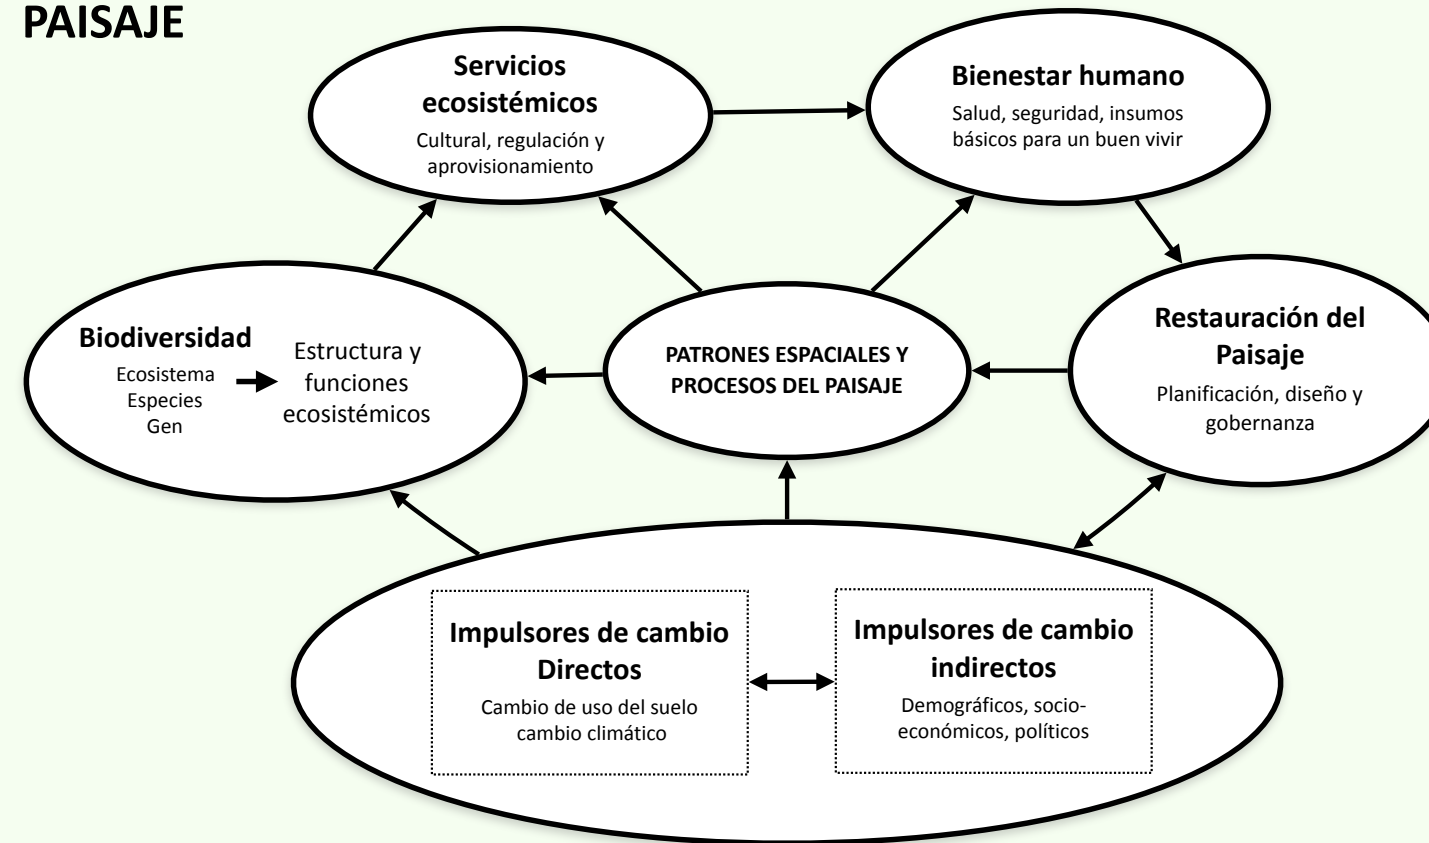 PAISAJE
Servicios
ecosistémicos
Cultural, regulación y
aprovisionamiento
Bienestar humano
Salud, seguridad, insumos
básicos para un buen vivir
Biodiversidad
Ecosistema
Especies
Gen
Estructura y
funciones
ecosistémicos
PATRONES ESPACIALES Y
PROCESOS DEL PAISAJE
Restauración del
Paisaje
Planificación, diseño y
gobernanza
Impulsores de cambio
Directos
Cambio de uso del suelo
cambio climático
Impulsores de cambio
indirectos
Demográficos, socio-
económicos, políticos